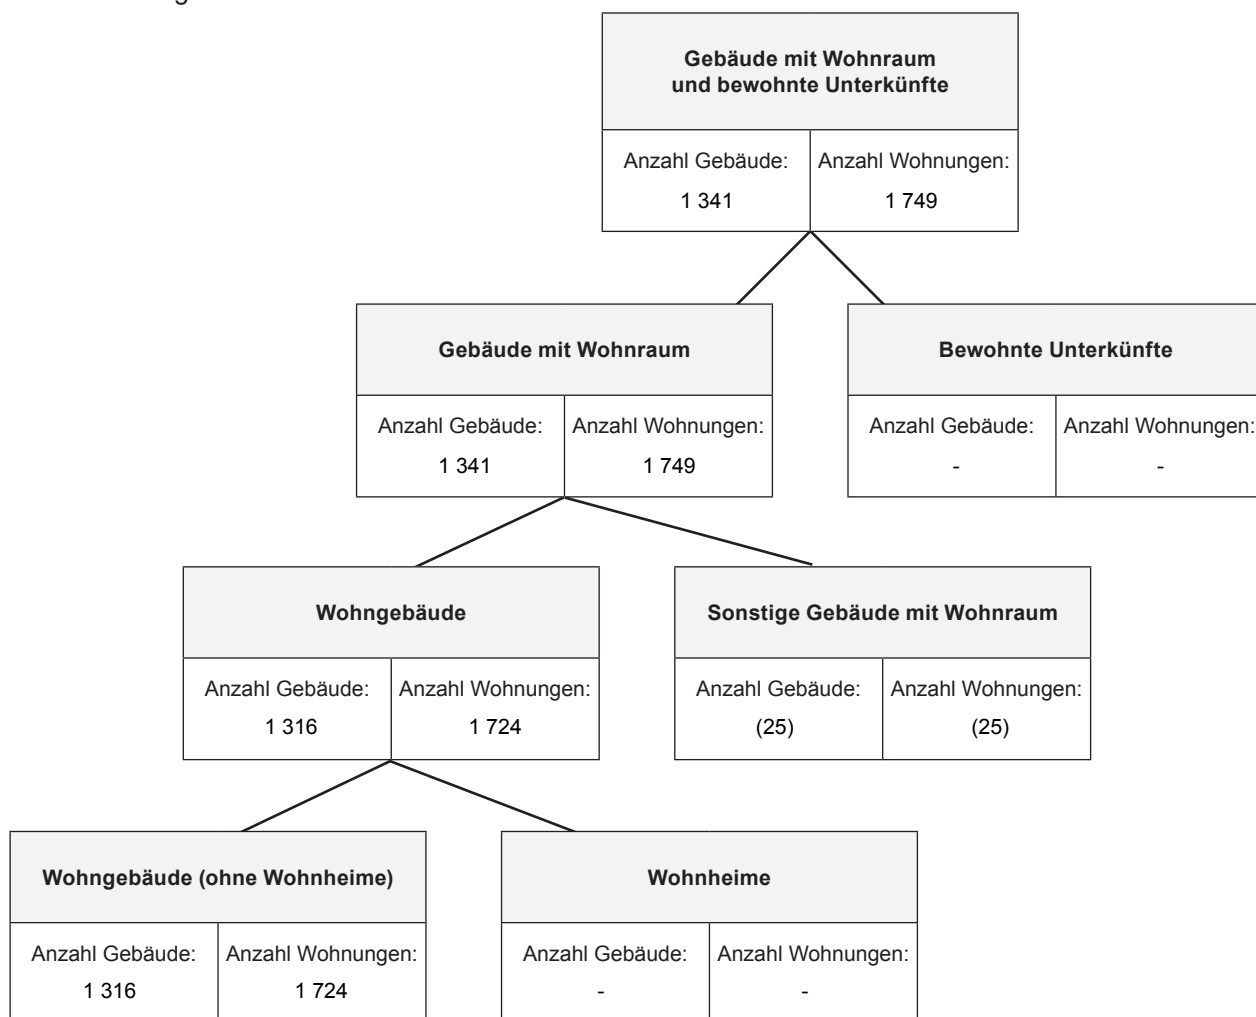 Gebäude mit Wohnraum
und bewohnte Unterkünfte
Anzahl Gebäude: Anzahl Wohnungen:
1 341 1 749
Gebäude mit Wohnraum Bewohnte Unterkünfte
Anzahl Gebäude: Anzahl Wohnungen: Anzahl Gebäude: Anzahl Wohnungen:
1 341 1 749 - -
Wohngebäude Sonstige Gebäude mit Wohnraum
Anzahl Gebäude: Anzahl Wohnungen: Anzahl Gebäude: Anzahl Wohnungen:
1 316 1 724 (25) (25)
Wohngebäude (ohne Wohnheime) Wohnheime
Anzahl Gebäude: Anzahl Wohnungen: Anzahl Gebäude: Anzahl Wohnungen:
1 316 1 724 - -